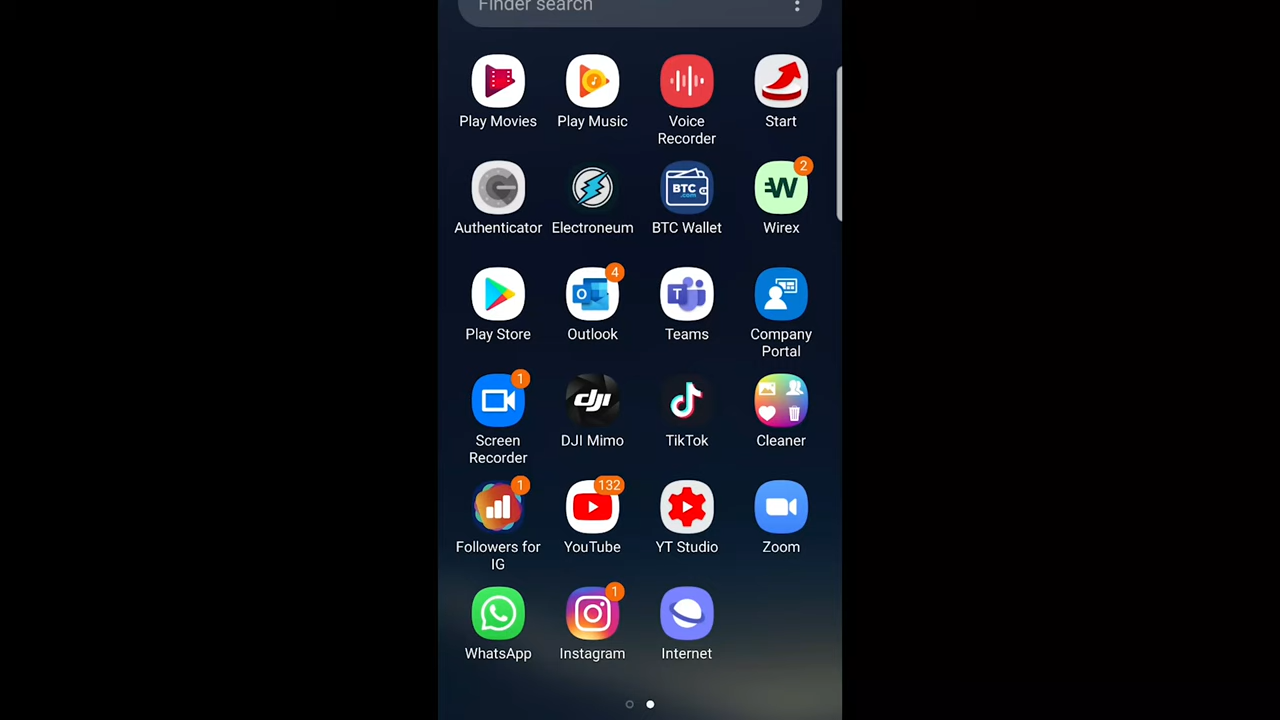 Finder search
Play Movies
Play Music
Voice
Recorder
Start
Authenticator
Electroneum
BTC
.com
BTC Wallet
W
2
Wirex
Play Store
O
4
Outlook
T
Teams
Company
Portal
1
Screen
Recorder
dji
DJI Mimo
TikTok
Cleaner
1
Followers for
IG
132
YouTube
YT Studio
Zoom
WhatsApp
1
Instagram
Internet